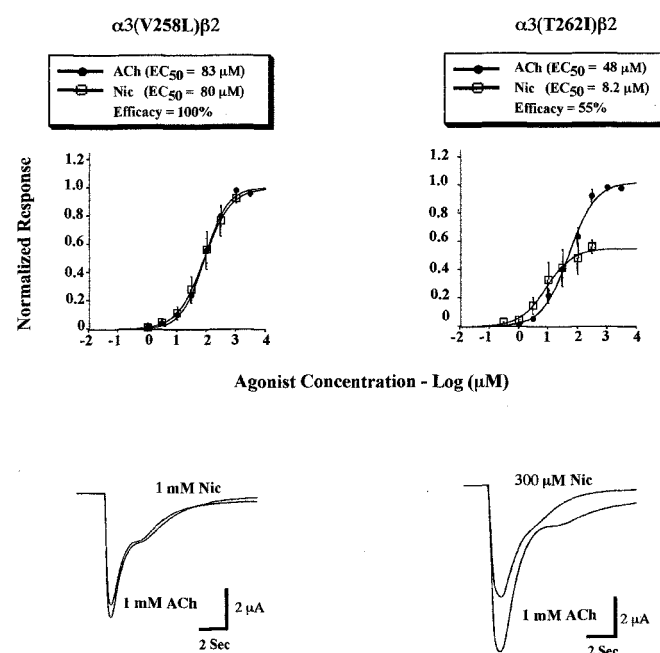 α3(V258L)β2
ACh (EC50 = 83 μM)
Nic (EC50 = 80 μM)
Efficacy = 100%
α3(T262I)β2
ACh (EC50 = 48 μM)
Nic (EC50 = 8.2 μM)
Efficacy = 55%
Normalized Response
1.2
1.0
0.8
0.6
0.4
0.2
0
-2 -1 0 1 2 3 4
1.2
1.0
0.8
0.6
0.4
0.2
0
-2 -1 0 1 2 3 4
Agonist Concentration - Log (μM)
1 mM Nic
1 mM ACh
2 μA
2 Sec
300 μM Nic
1 mM ACh
2 μA
2 Sec